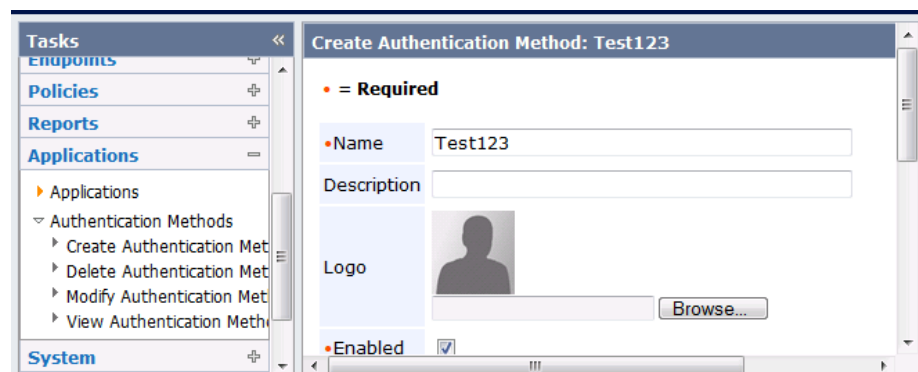 Tasks «
Endpoints
Policies
Reports
Applications
Applications
Authentication Methods
Create Authentication Met
Delete Authentication Met
Modify Authentication Met
View Authentication Meth
System
Create Authentication Method: Test123
• = Required
•Name Test123
Description
Logo
Browse...
•Enabled